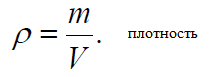 ρ = m/V. плотность